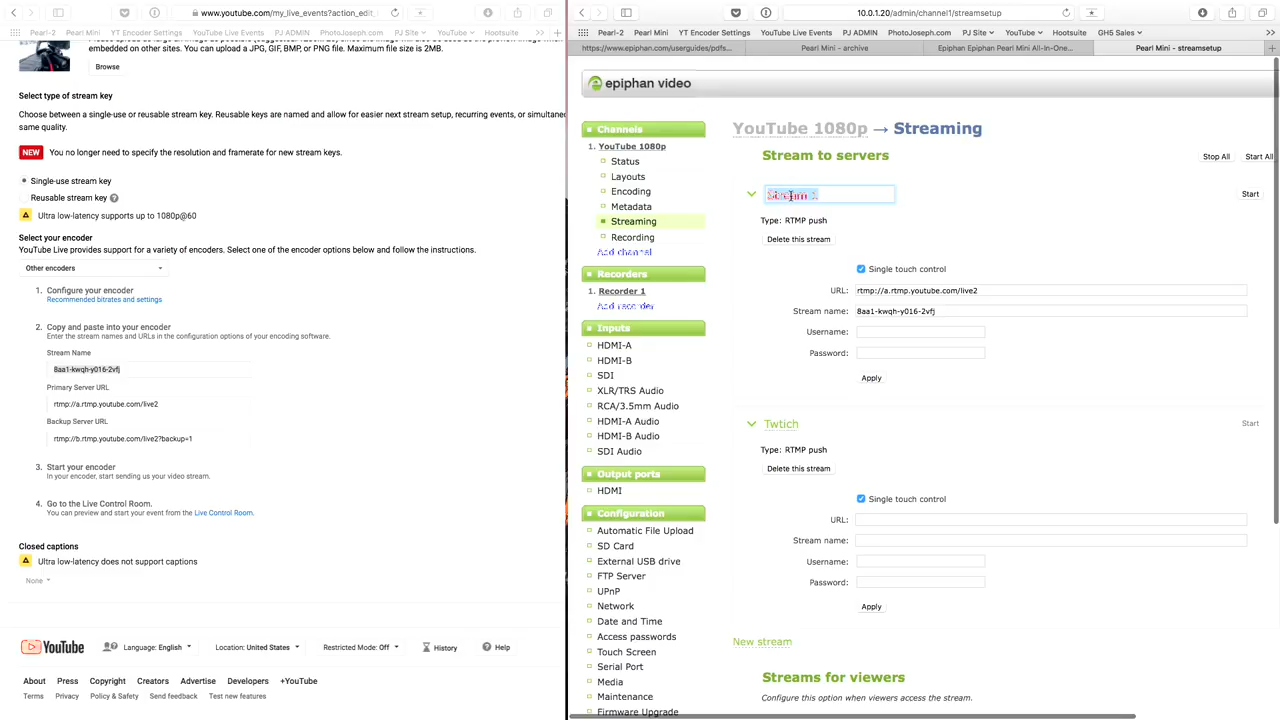 www.youtube.com/my_live_events?action_edit_
Pearl-2 Pearl Mini YT Encoder Settings YouTube Live Events PJ ADMIN PhotoJoseph.com PJ Site YouTube Hootsuite >>
embedded on other sites. You can upload a JPG, GIF, BMP, or PNG file. Maximum file size is 2MB.
Browse
Select type of stream key
Choose between a single-use or reusable stream key. Reusable keys are named and allow for easier next stream setup, recurring events, or simultaneo
same quality.
NEW You no longer need to specify the resolution and framerate for new stream keys.
Single-use stream key
Reusable stream key ?
Ultra low-latency supports up to 1080p@60
Select your encoder
YouTube Live provides support for a variety of encoders. Select one of the encoder options below and follow the instructions.
Other encoders
1. Configure your encoder
Recommended bitrates and settings
2. Copy and paste into your encoder
Enter the stream names and URLs in the configuration options of your encoding software.
Stream Name
8aa1-kwqh-y016-2vfj
Primary Server URL
rtmp://a.rtmp.youtube.com/live2
Backup Server URL
rtmp://b.rtmp.youtube.com/live2?backup=1
3. Start your encoder
In your encoder, start sending us your video stream.
4. Go to the Live Control Room.
You can preview and start your event from the Live Control Room.
Closed captions
Ultra low-latency does not support captions
None
YouTube Language: English Location: United States Restricted Mode: Off History Help
About Press Copyright Creators Advertise Developers +YouTube
Terms Privacy Policy & Safety Send feedback Test new features
10.0.1.20/admin/channel1/streamsetup
Pearl-2 Pearl Mini YT Encoder Settings YouTube Live Events PJ ADMIN PhotoJoseph.com PJ Site YouTube Hootsuite GH5 Sales >>
https://www.epiphan.com/userguides/pdfs... Pearl Mini - archive Epiphan Epiphan Pearl Mini All-In-One... Pearl Mini - streamsetup +
epiphan video
Channels
1. YouTube 1080p
Status
Layouts
Encoding
Metadata
Streaming
Recording
Add channel
Recorders
1. Recorder 1
Add recorder
Inputs
HDMI-A
HDMI-B
SDI
XLR/TRS Audio
RCA/3.5mm Audio
HDMI-A Audio
HDMI-B Audio
SDI Audio
Output ports
HDMI
Configuration
Automatic File Upload
SD Card
External USB drive
FTP Server
UPnP
Network
Date and Time
Access passwords
Touch Screen
Serial Port
Media
Maintenance
Firmware Upgrade
YouTube 1080p → Streaming
Stream to servers Stop All Start All
Stream 1 Start
Type: RTMP push
Delete this stream
Single touch control
URL: rtmp://a.rtmp.youtube.com/live2
Stream name: 8aa1-kwqh-y016-2vfj
Username:
Password:
Apply
Twtich Start
Type: RTMP push
Delete this stream
Single touch control
URL:
Stream name:
Username:
Password:
Apply
New stream
Streams for viewers
Configure this option when viewers access the stream.